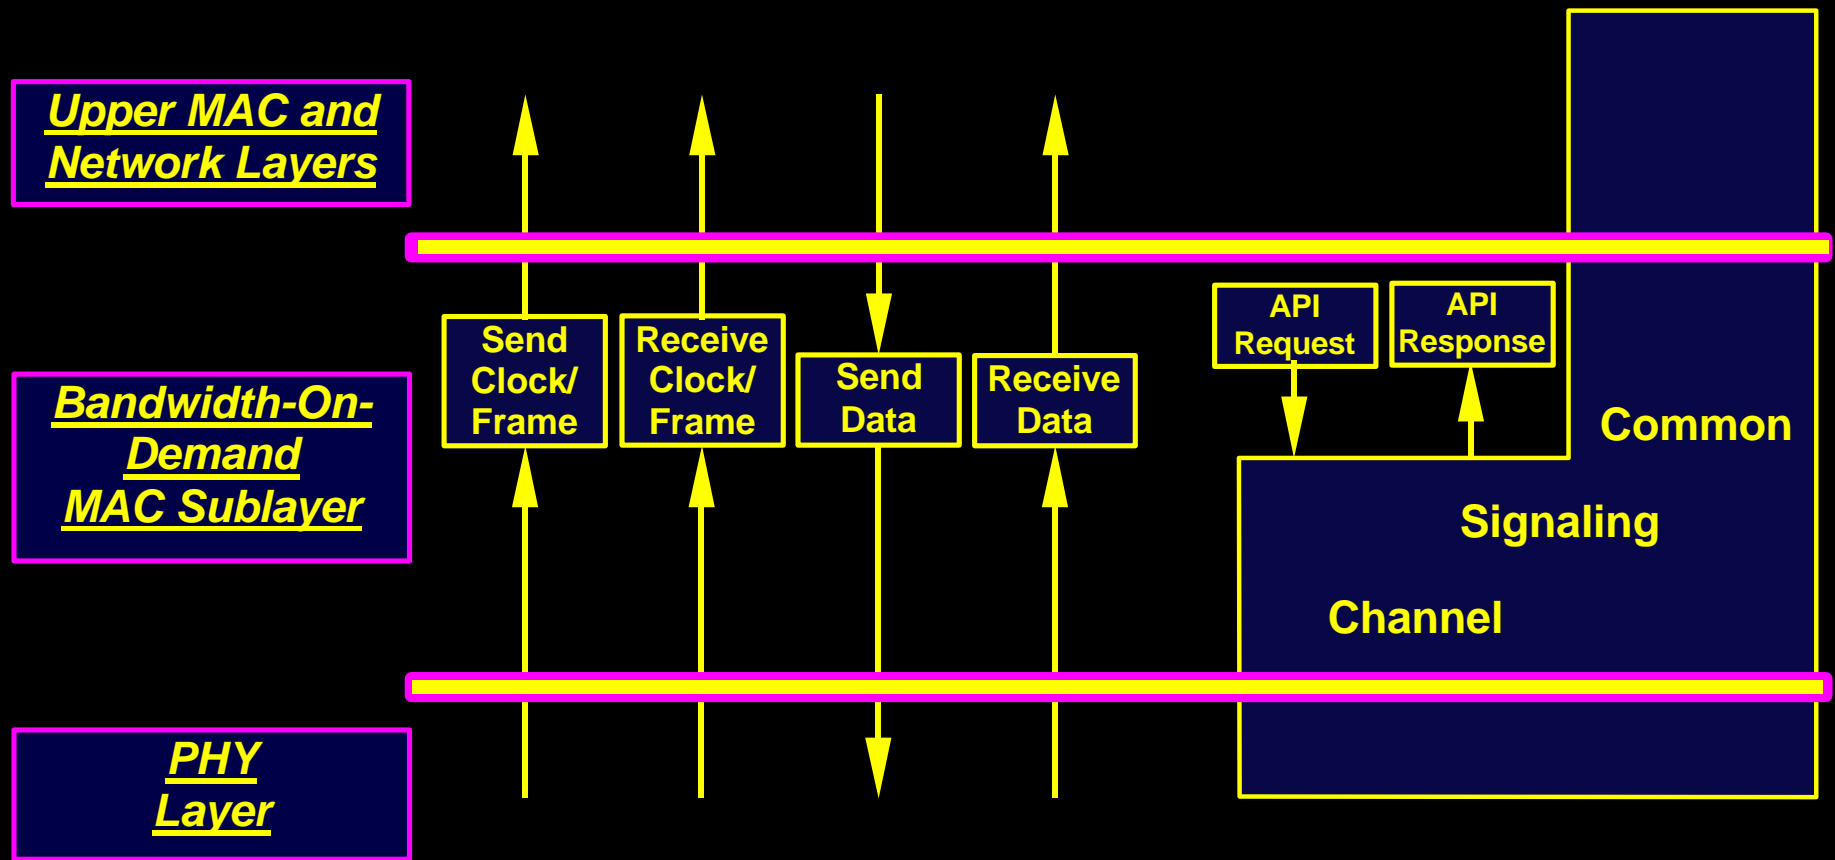 Upper MAC and
Network Layers
Send
Clock/
Frame
Receive
Clock/
Frame
Send
Data
Receive
Data
API
Request
API
Response
Bandwidth-On-
Demand
MAC Sublayer
Common
Signaling
Channel
PHY
Layer